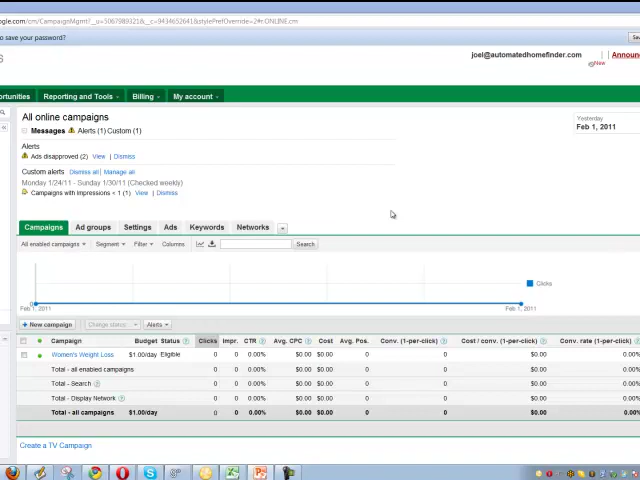 ogle.com/cm/CampaignMgmt?_u=5067989321&_c=9434652641&stylePrefOverride=2#r.ONLINE.cm
o save your password?
Sav
joel@automatedhomefinder.com | Announc
New
ortunities Reporting and Tools Billing My account
All online campaigns
Yesterday
Feb 1, 2011
Messages Alerts (1) Custom (1)
Alerts
Ads disapproved (2) View | Dismiss
Custom alerts Dismiss all | Manage all
Monday 1/24/11 - Sunday 1/30/11 (Checked weekly)
Campaigns with Impressions < 1 (1) View | Dismiss
Campaigns Ad groups Settings Ads Keywords Networks
All enabled campaigns Segment Filter Columns Search
Clicks
Feb 1, 2011 Feb 1, 2011
+ New campaign Change status Alerts
Campaign Budget Status ? Clicks Impr. CTR ? Avg. CPC ? Cost Avg. Pos. Conv. (1-per-click) ? Cost / conv. (1-per-click) ? Conv. rate (1-per-click)
Women's Weight Loss $1.00/day Eligible 0 0 0.00% $0.00 $0.00 0 0 $0.00 0.00%
Total - all enabled campaigns 0 0 0.00% $0.00 $0.00 0 0 $0.00 0.00%
Total - Search ? 0 0 0.00% $0.00 $0.00 0 0 $0.00 0.00%
Total - Display Network ? 0 0 0.00% $0.00 $0.00 0 0 $0.00 0.00%
Total - all campaigns $1.00/day 0 0 0.00% $0.00 $0.00 0 0 $0.00 0.00%
Create a TV Campaign